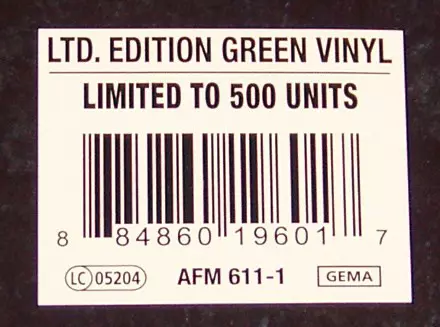 LTD. EDITION GREEN VINYL
LIMITED TO 500 UNITS
8 84860 19601 7
LC 05204 AFM 611-1 GEMA